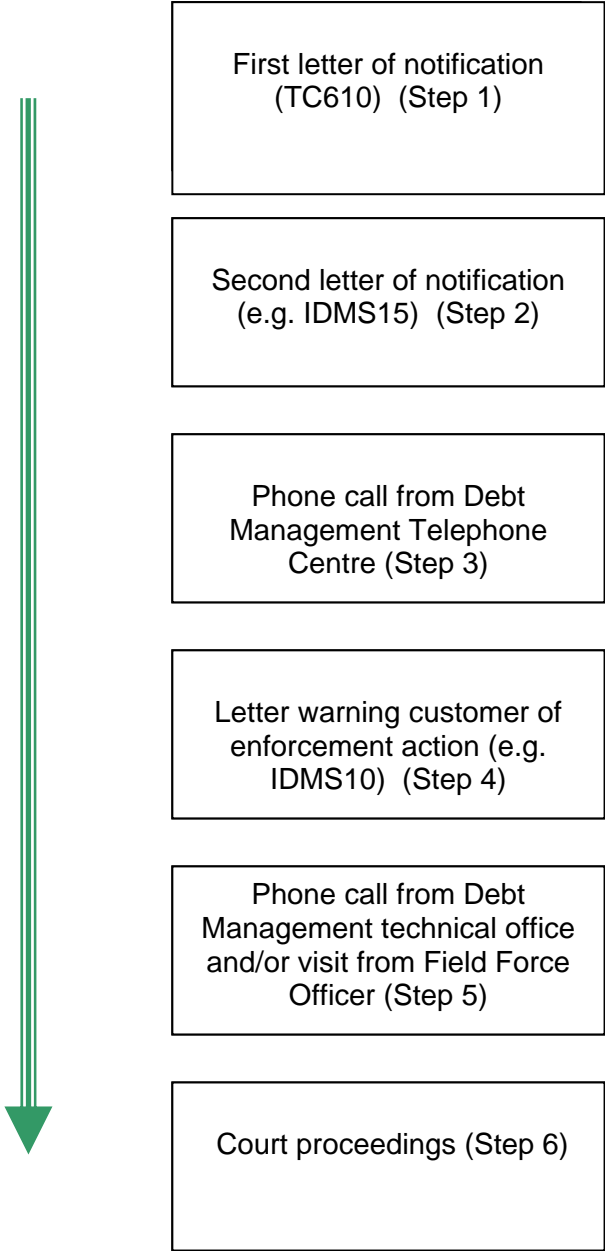 First letter of notification
(TC610)  (Step 1)
Second letter of notification
(e.g. IDMS15)  (Step 2)
Phone call from Debt
Management Telephone
Centre (Step 3)
Letter warning customer of
enforcement action (e.g.
IDMS10)  (Step 4)
Phone call from Debt
Management technical office
and/or visit from Field Force
Officer (Step 5)
Court proceedings (Step 6)